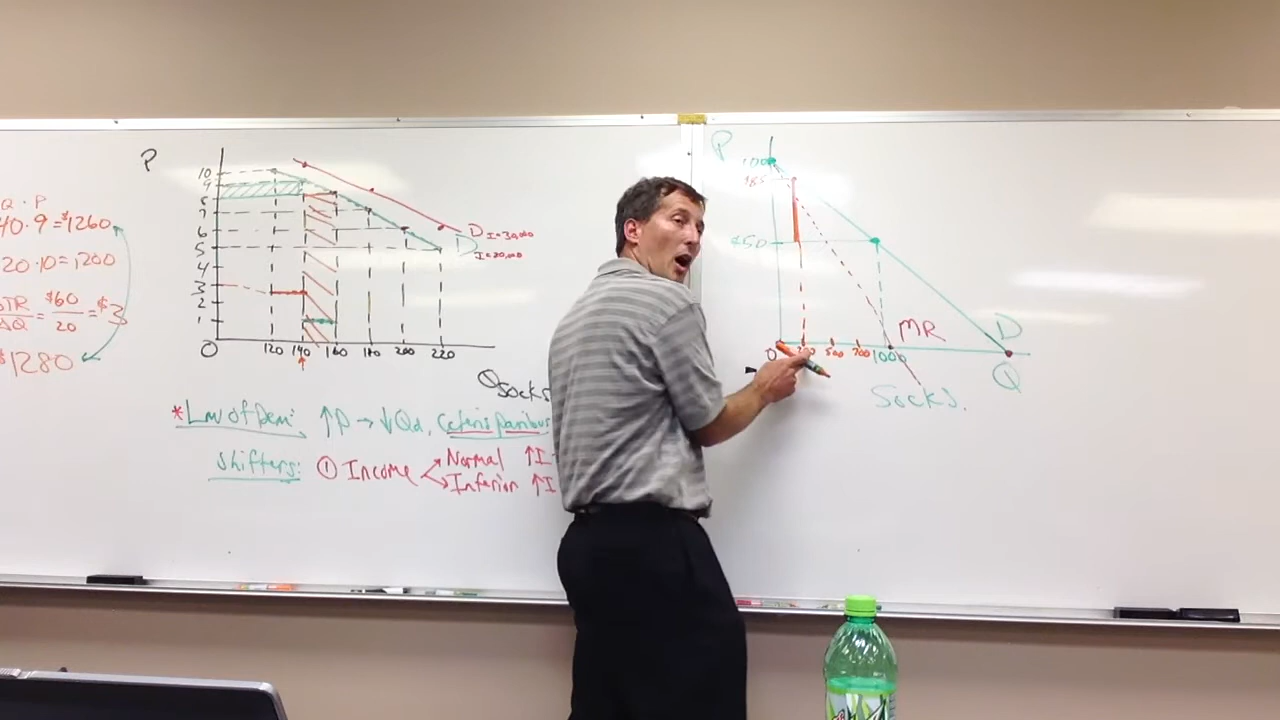 Q · P
40·9=$1260
20·10=1200
ΔTR/ΔQ = $60/20 = $3
$1280
P
10
9
8
7
6
5
4
3
2
1
0
120 140 160 180 200 220
D I=30,000
D I=20,000
Q Socks
*Law of Dem: ↑P → ↓Qd, Ceteris Paribus
Shifters: ① Income
Normal ↑I
Inferior ↑I
P
100
$85
$50
0
500 700 1000
MR
D
Q
Socks.